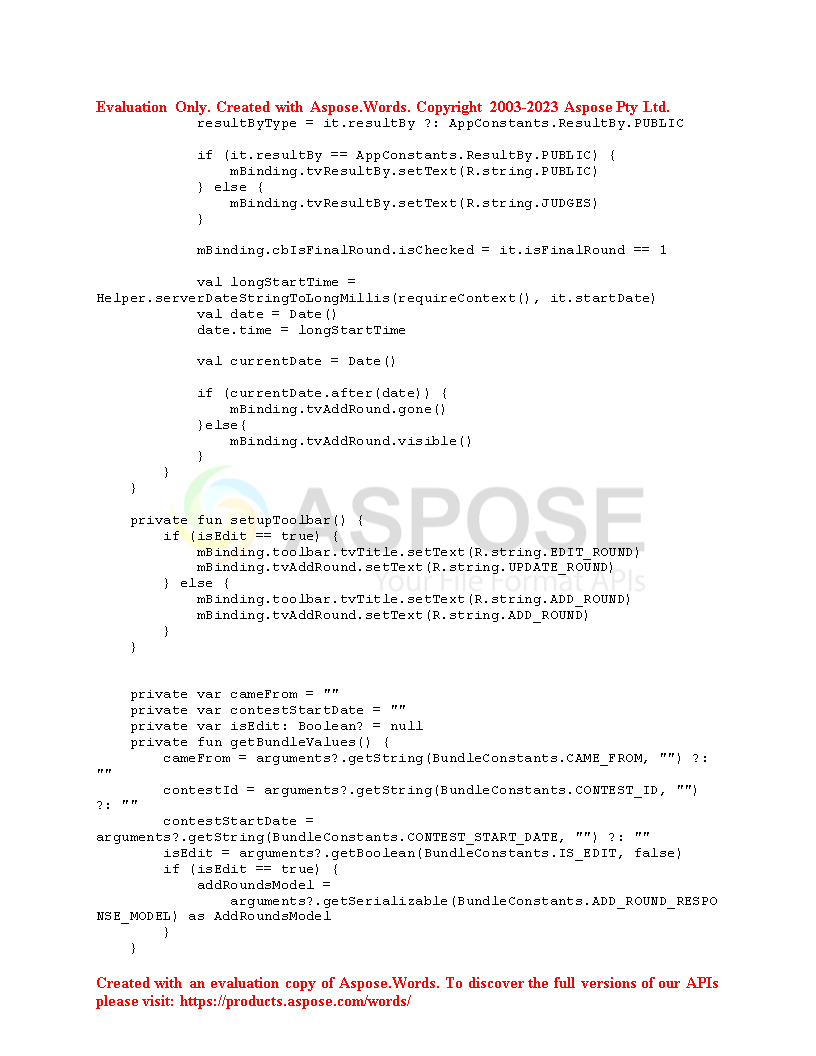 Evaluation Only. Created with Aspose.Words. Copyright 2003-2023 Aspose Pty Ltd.
            resultByType = it.resultBy ?: AppConstants.ResultBy.PUBLIC

            if (it.resultBy == AppConstants.ResultBy.PUBLIC) {
                mBinding.tvResultBy.setText(R.string.PUBLIC)
            } else {
                mBinding.tvResultBy.setText(R.string.JUDGES)
            }

            mBinding.cbIsFinalRound.isChecked = it.isFinalRound == 1

            val longStartTime =
Helper.serverDateStringToLongMillis(requireContext(), it.startDate)
            val date = Date()
            date.time = longStartTime

            val currentDate = Date()

            if (currentDate.after(date)) {
                mBinding.tvAddRound.gone()
            }else{
                mBinding.tvAddRound.visible()
            }
        }
    }

ASPOSE
    private fun setupToolbar() {
        if (isEdit == true) {
            mBinding.toolbar.tvTitle.setText(R.string.EDIT_ROUND)
            mBinding.tvAddRound.setText(R.string.UPDATE_ROUND)
Your File Format APIs
        } else {
            mBinding.toolbar.tvTitle.setText(R.string.ADD_ROUND)
            mBinding.tvAddRound.setText(R.string.ADD_ROUND)
        }
    }


    private var cameFrom = ""
    private var contestStartDate = ""
    private var isEdit: Boolean? = null
    private fun getBundleValues() {
        cameFrom = arguments?.getString(BundleConstants.CAME_FROM, "") ?:
""
        contestId = arguments?.getString(BundleConstants.CONTEST_ID, "")
?: ""
        contestStartDate =
arguments?.getString(BundleConstants.CONTEST_START_DATE, "") ?: ""
        isEdit = arguments?.getBoolean(BundleConstants.IS_EDIT, false)
        if (isEdit == true) {
            addRoundsModel =
                arguments?.getSerializable(BundleConstants.ADD_ROUND_RESPO
NSE_MODEL) as AddRoundsModel
        }
    }

Created with an evaluation copy of Aspose.Words. To discover the full versions of our APIs
please visit: https://products.aspose.com/words/